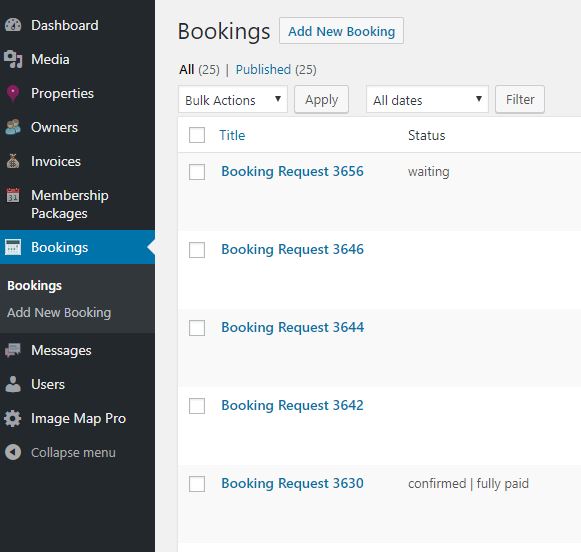 Dashboard
Media
Properties
Owners
Invoices
Membership
Packages
Bookings
Bookings
Add New Booking
Messages
Users
Image Map Pro
Collapse menu
Bookings Add New Booking
All (25) | Published (25)
Bulk Actions Apply All dates Filter
Title Status
Booking Request 3656 waiting
Booking Request 3646
Booking Request 3644
Booking Request 3642
Booking Request 3630 confirmed | fully paid